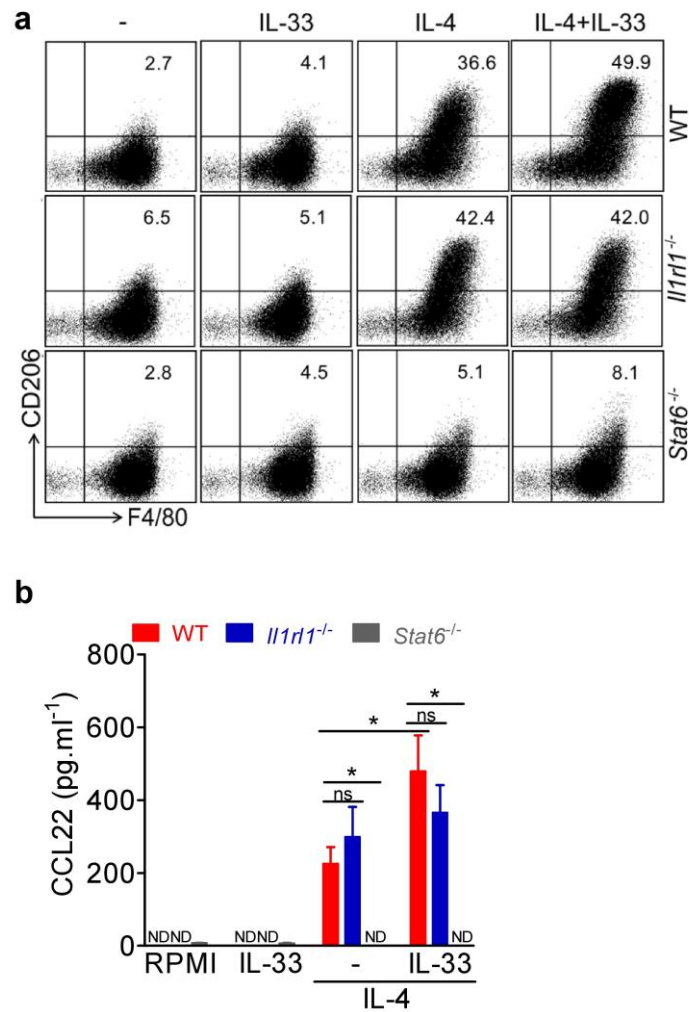 a
- IL-33 IL-4 IL-4+IL-33
2.7 4.1 36.6 49.9 WT
6.5 5.1 42.4 42.0 Il1rl1-/-
2.8 4.5 5.1 8.1 Stat6-/-
CD206
F4/80
b
WT Il1rl1-/- Stat6-/-
CCL22 (pg.ml-1)
800
600
400
200
0
* ns
*
* ns
NDND NDND ND ND
RPMI IL-33 - IL-33
IL-4